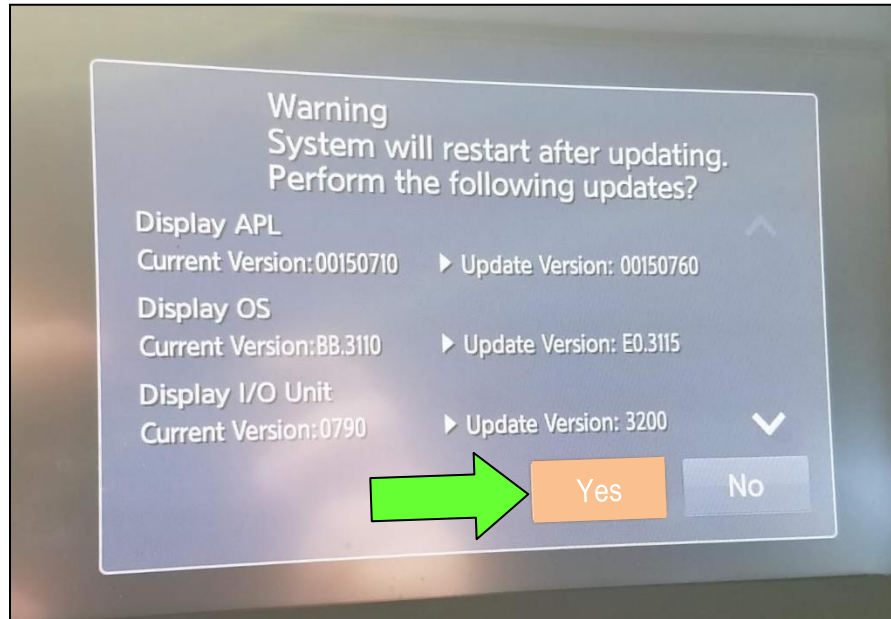 Warning
System will restart after updating.
Perform the following updates?
Display APL
Current Version:00150710 ▶ Update Version: 00150760
Display OS
Current Version:BB.3110 ▶ Update Version: E0.3115
Display I/O Unit
Current Version:0790 ▶ Update Version: 3200
Yes No